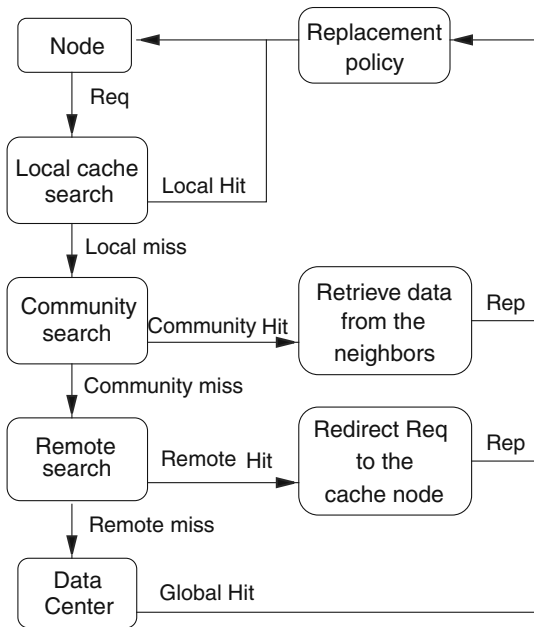 Node
Replacement
policy
Req
Local cache
search
Local Hit
Local miss
Community
search
Community Hit
Retrieve data
from the
neighbors
Rep
Community miss
Remote
search
Remote Hit
Redirect Req
to the
cache node
Rep
Remote miss
Data
Center
Global Hit